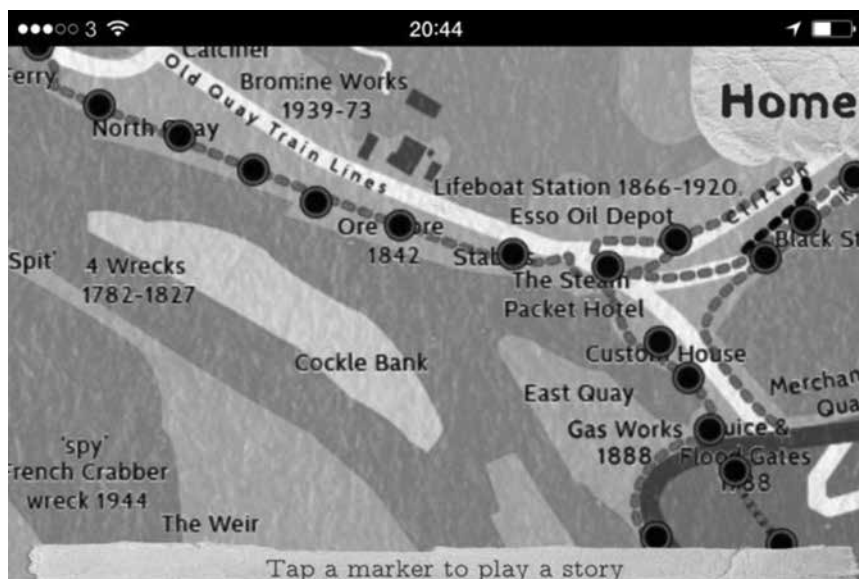 3
20:44
Calciner
Ferry
Bromine Works
1939-73
Home
North Quay
Old Quay Train Lines
Lifeboat Station 1866-1920
Esso Oil Depot
Ore
1842
Spit'
4 Wrecks
1782-1827
The Steam
Packet Hotel
Black
Cockle Bank
Custom House
East Quay
Merchan
Qua
Gas Works
1888
Flood Gates
'spy'
French Crabber
wreck 1944
The Weir
Tap a marker to play a story